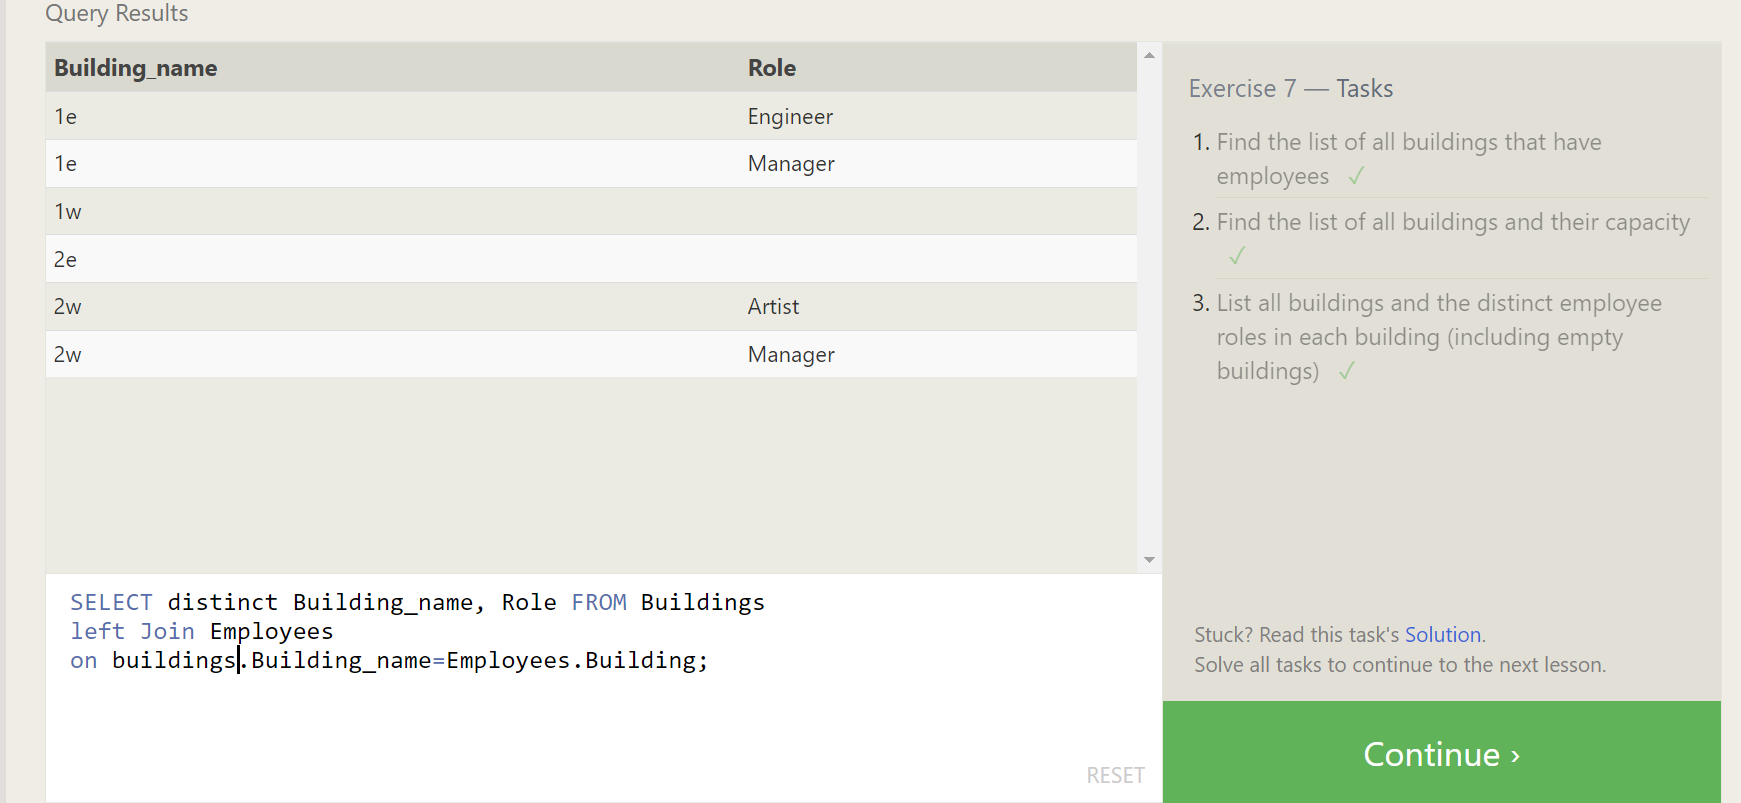 Query Results
Building_name Role
1e Engineer
1e Manager
1w
2e
2w Artist
2w Manager
SELECT distinct Building_name, Role FROM Buildings
left Join Employees
on buildings.Building_name=Employees.Building;
RESET
Exercise 7 — Tasks
1. Find the list of all buildings that have
employees ✓
2. Find the list of all buildings and their capacity
✓
3. List all buildings and the distinct employee
roles in each building (including empty
buildings) ✓
Stuck? Read this task's Solution.
Solve all tasks to continue to the next lesson.
Continue ›